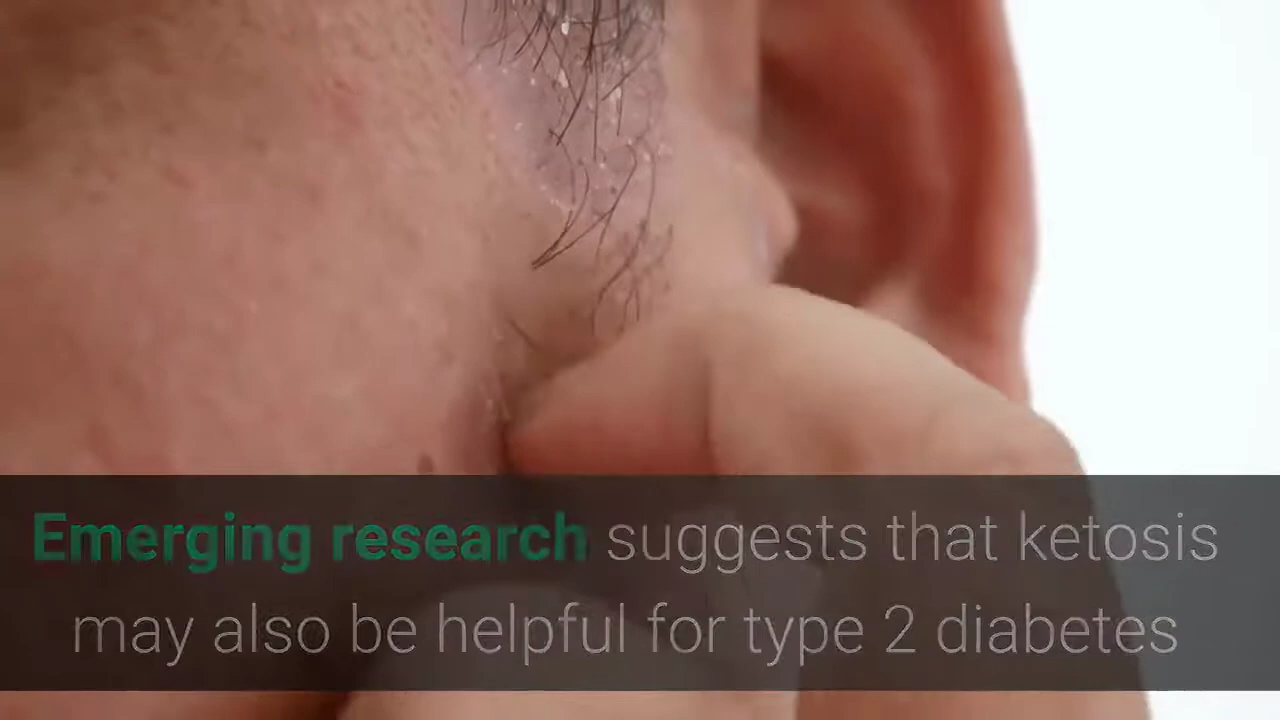 Emerging research suggests that ketosis
may also be helpful for type 2 diabetes